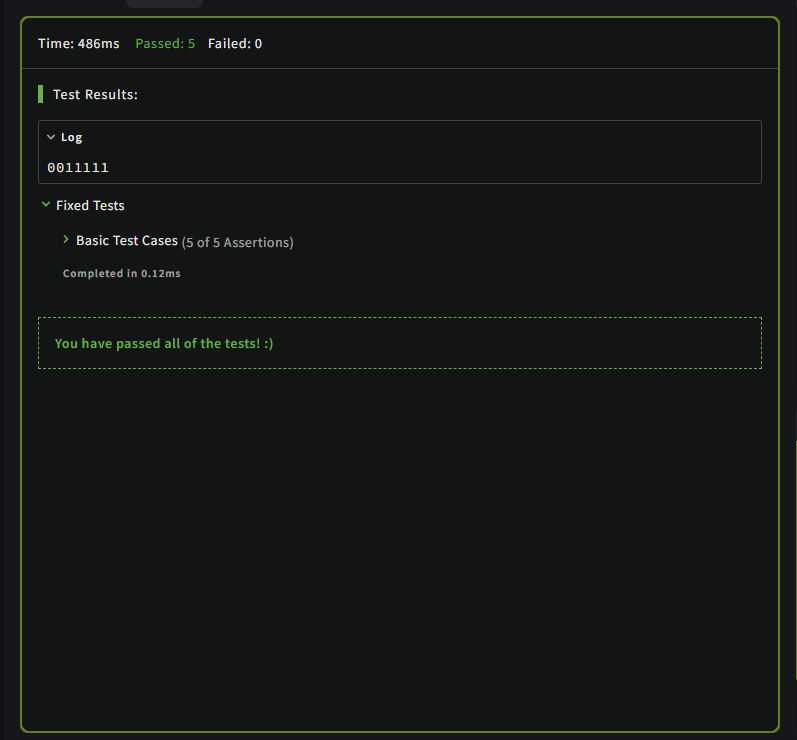 Time: 486ms Passed: 5 Failed: 0
Test Results:
Log
0011111
Fixed Tests
Basic Test Cases (5 of 5 Assertions)
Completed in 0.12ms
You have passed all of the tests! :)